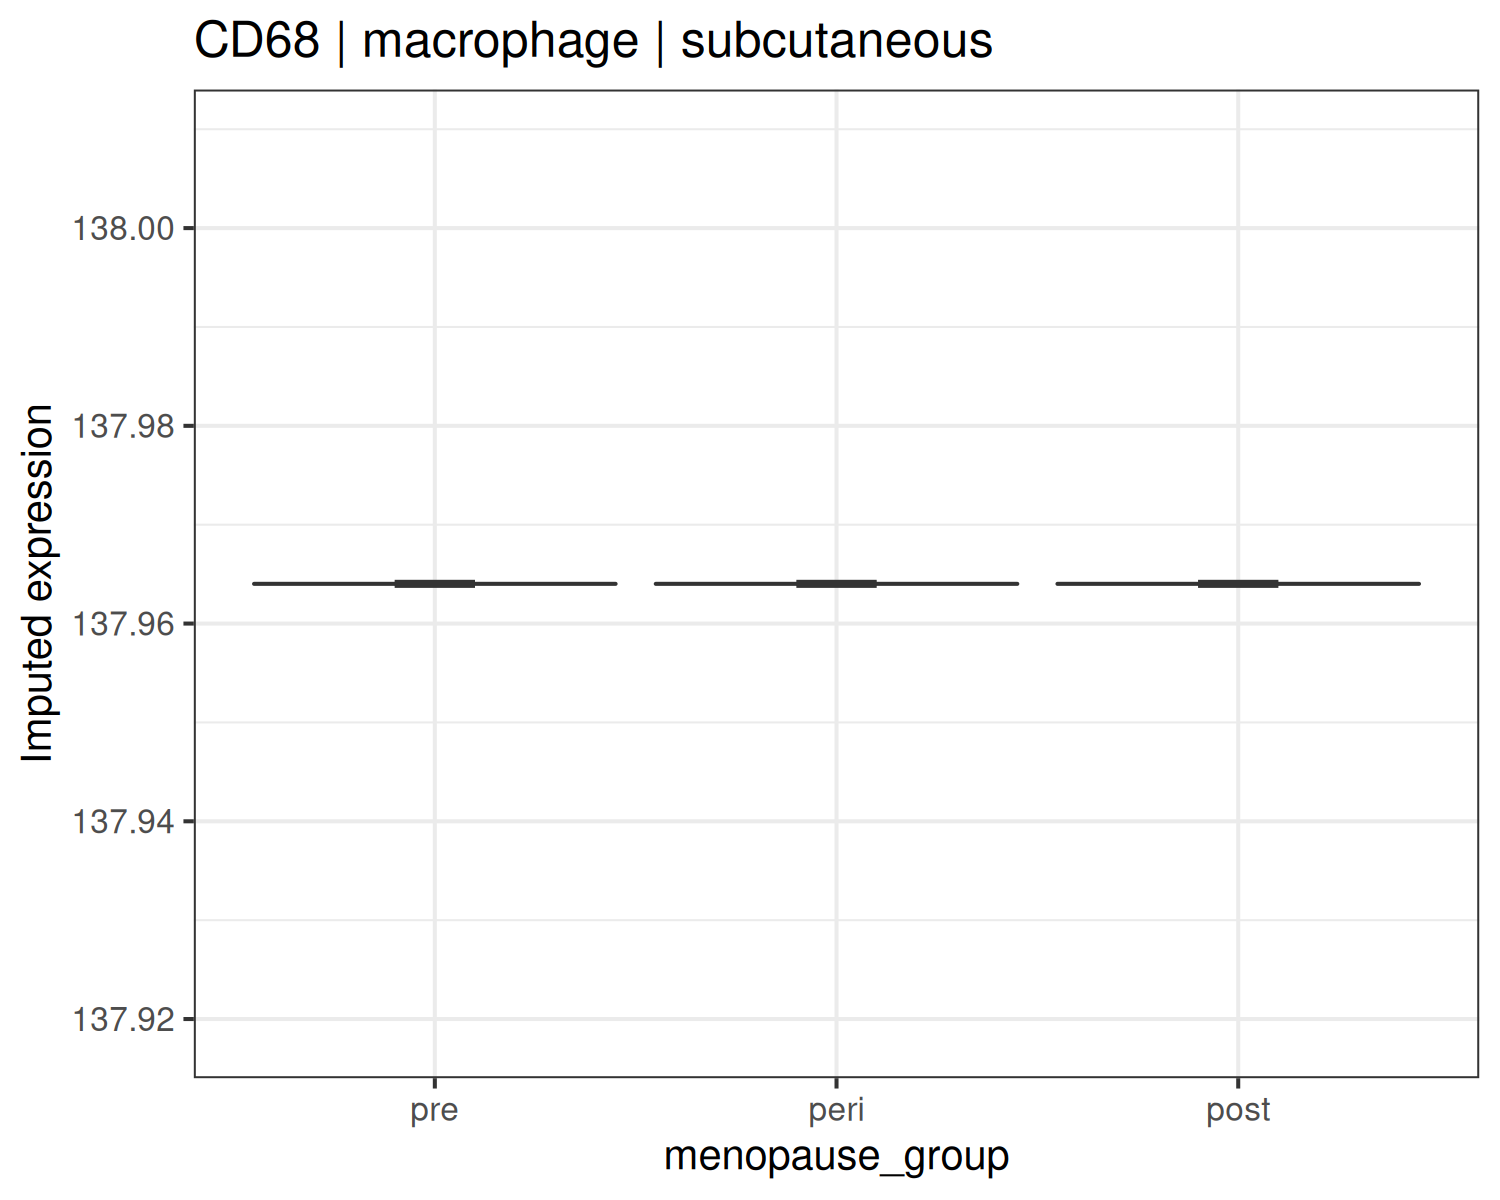 CD68 | macrophage | subcutaneous
Imputed expression
138.00
137.98
137.96
137.94
137.92
pre
peri
post
menopause_group